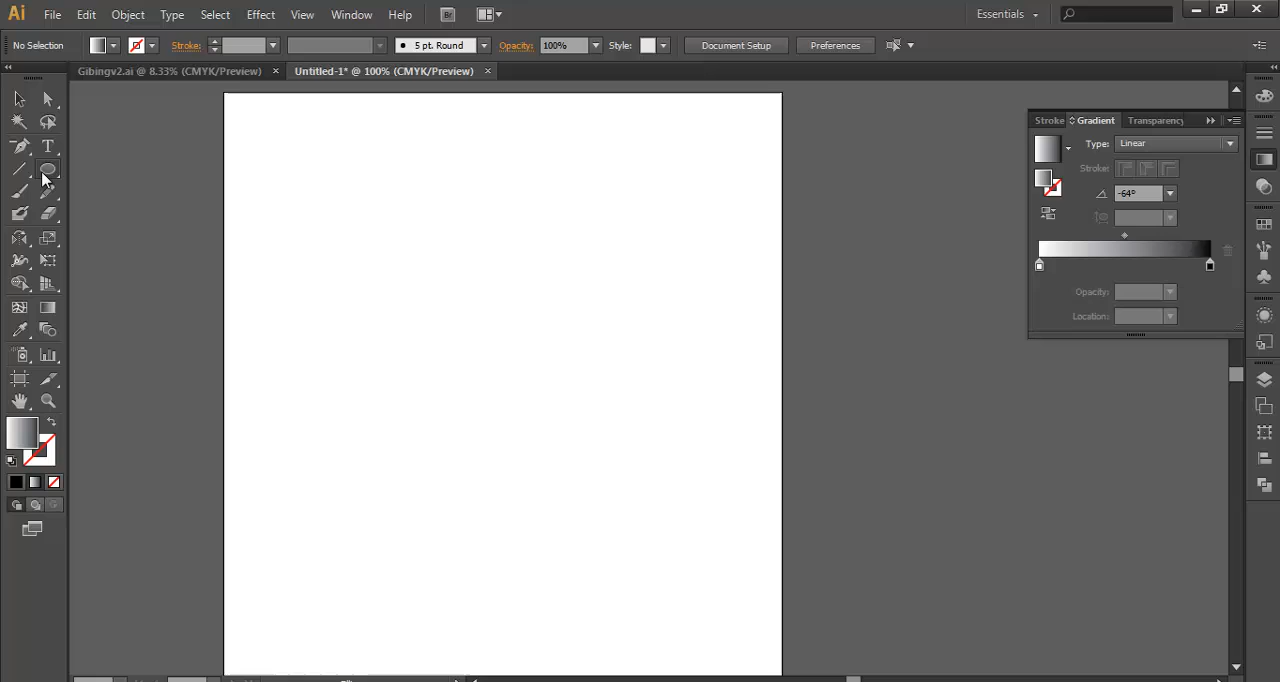 Ai File Edit Object Type Select Effect View Window Help Br Essentials
No Selection Stroke: 5 pt. Round Opacity: 100% Style: Document Setup Preferences
Gibingv2.ai @ 8.33% (CMYK/Preview) × Untitled-1* @ 100% (CMYK/Preview) ×
Stroke Gradient Transparency
Type: Linear
Stroke:
-64°
Opacity:
Location:
T